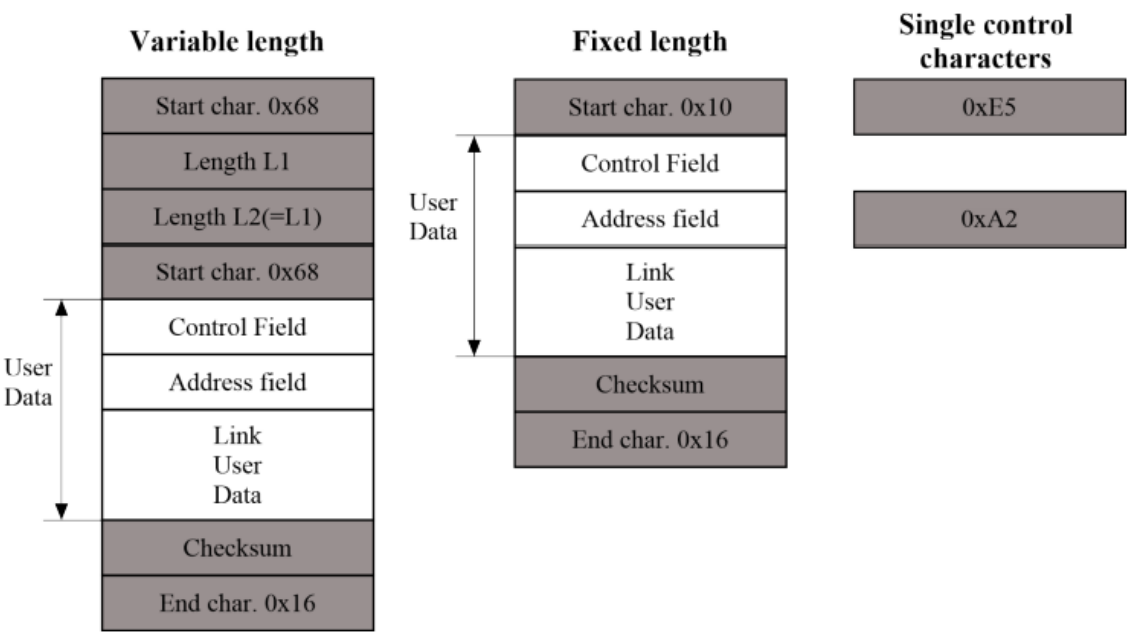 Variable length
Start char. 0x68
Length L1
Length L2(=L1)
Start char. 0x68
Control Field
Address field
Link
User
Data
Checksum
End char. 0x16
User
Data
Fixed length
Start char. 0x10
Control Field
Address field
Link
User
Data
Checksum
End char. 0x16
User
Data
Single control
characters
0xE5
0xA2